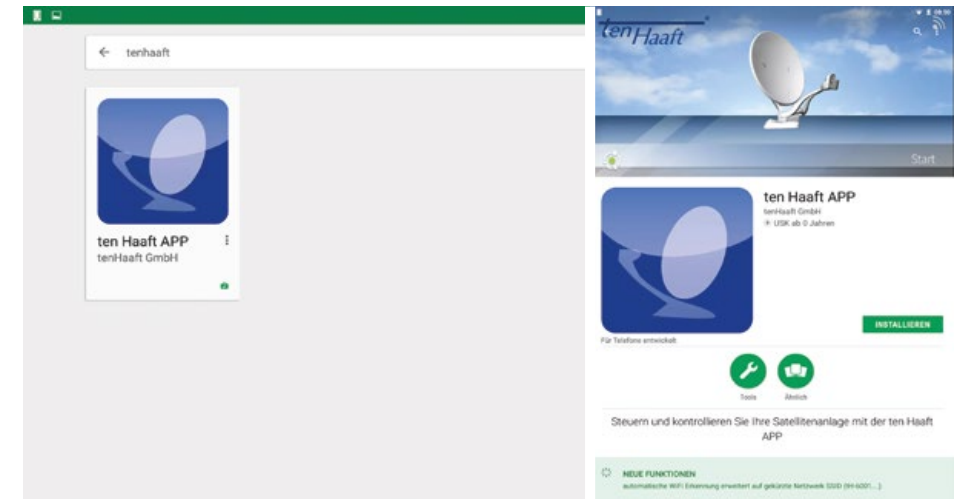 tenhaaft
ten Haaft APP
tenHaaft GmbH
ten Haaft
Start
ten Haaft APP
tenHaaft GmbH
USK ab 0 Jahren
INSTALLIEREN
Für Telefone entwickelt
Tools
Ähnlich
Steuern und kontrollieren Sie Ihre Satellitenanlage mit der ten Haaft
APP
NEUE FUNKTIONEN
automatische WiFi Erkennung erweitert auf gekürzte Netzwerk SSID